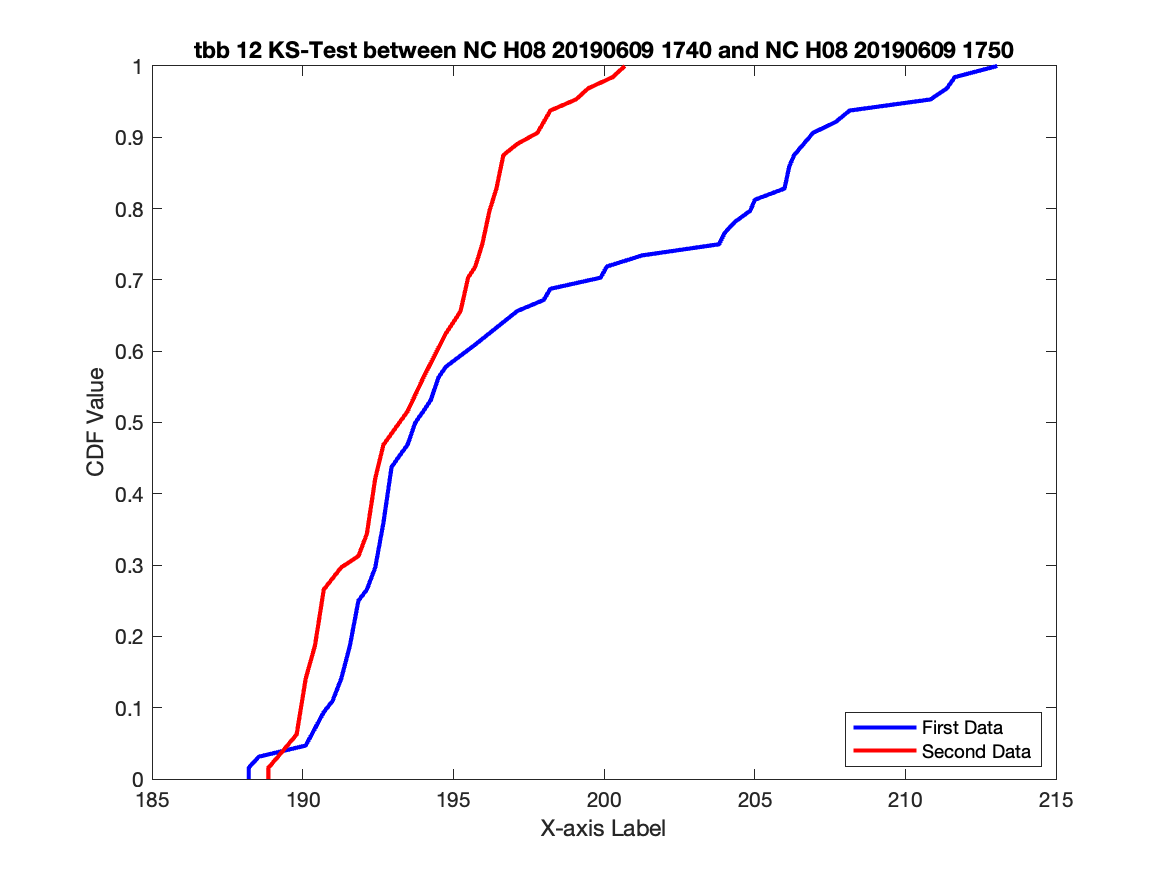 tbb 12 KS-Test between NC H08 20190609 1740 and NC H08 20190609 1750
1
0.9
0.8
0.7
0.6
0.5
0.4
0.3
0.2
0.1
0
CDF Value
First Data
Second Data
185 190 195 200 205 210 215
X-axis Label